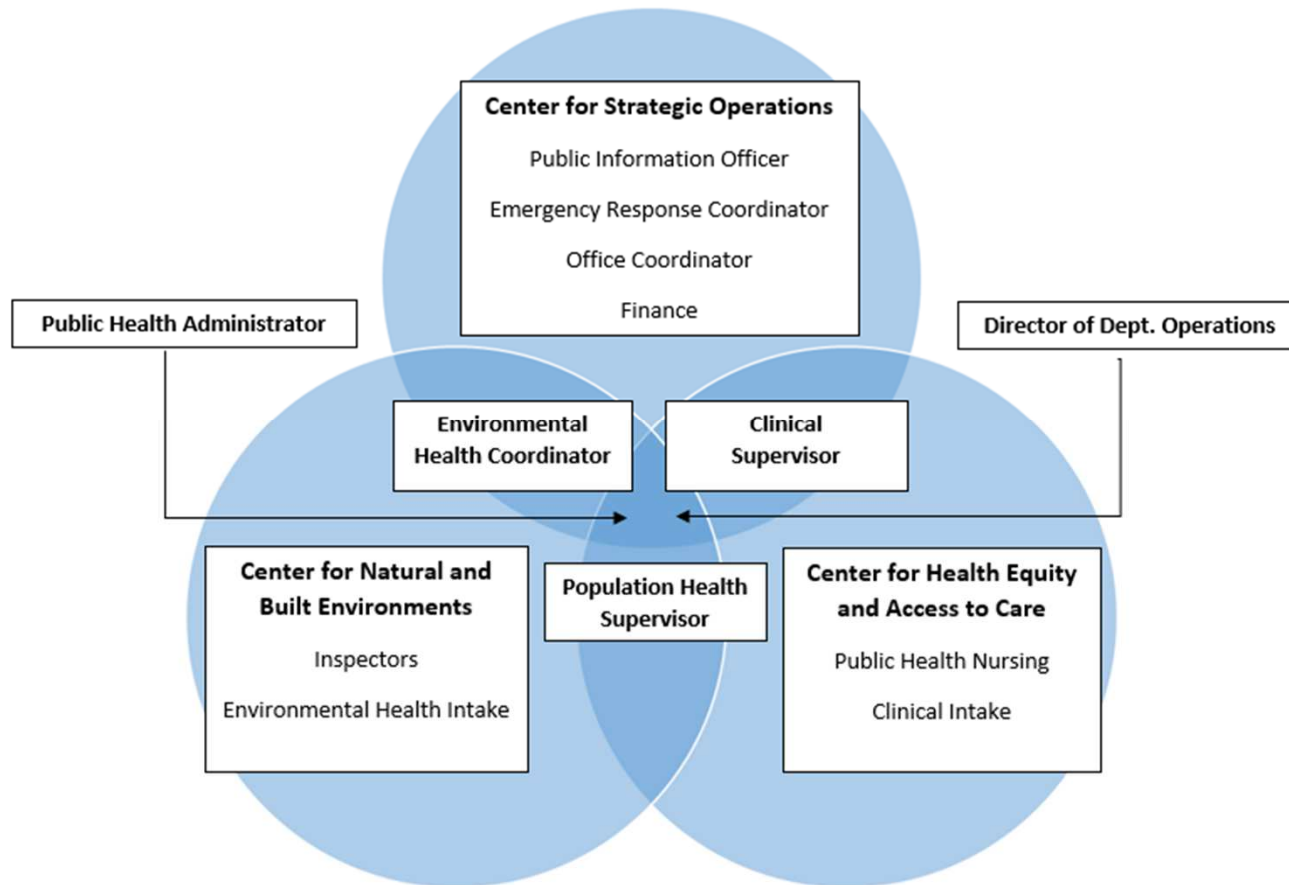 Center for Strategic Operations
Public Information Officer
Emergency Response Coordinator
Office Coordinator
Finance
Public Health Administrator
Director of Dept. Operations
Environmental
Health Coordinator
Clinical
Supervisor
Center for Natural and
Built Environments
Inspectors
Environmental Health Intake
Population Health
Supervisor
Center for Health Equity
and Access to Care
Public Health Nursing
Clinical Intake